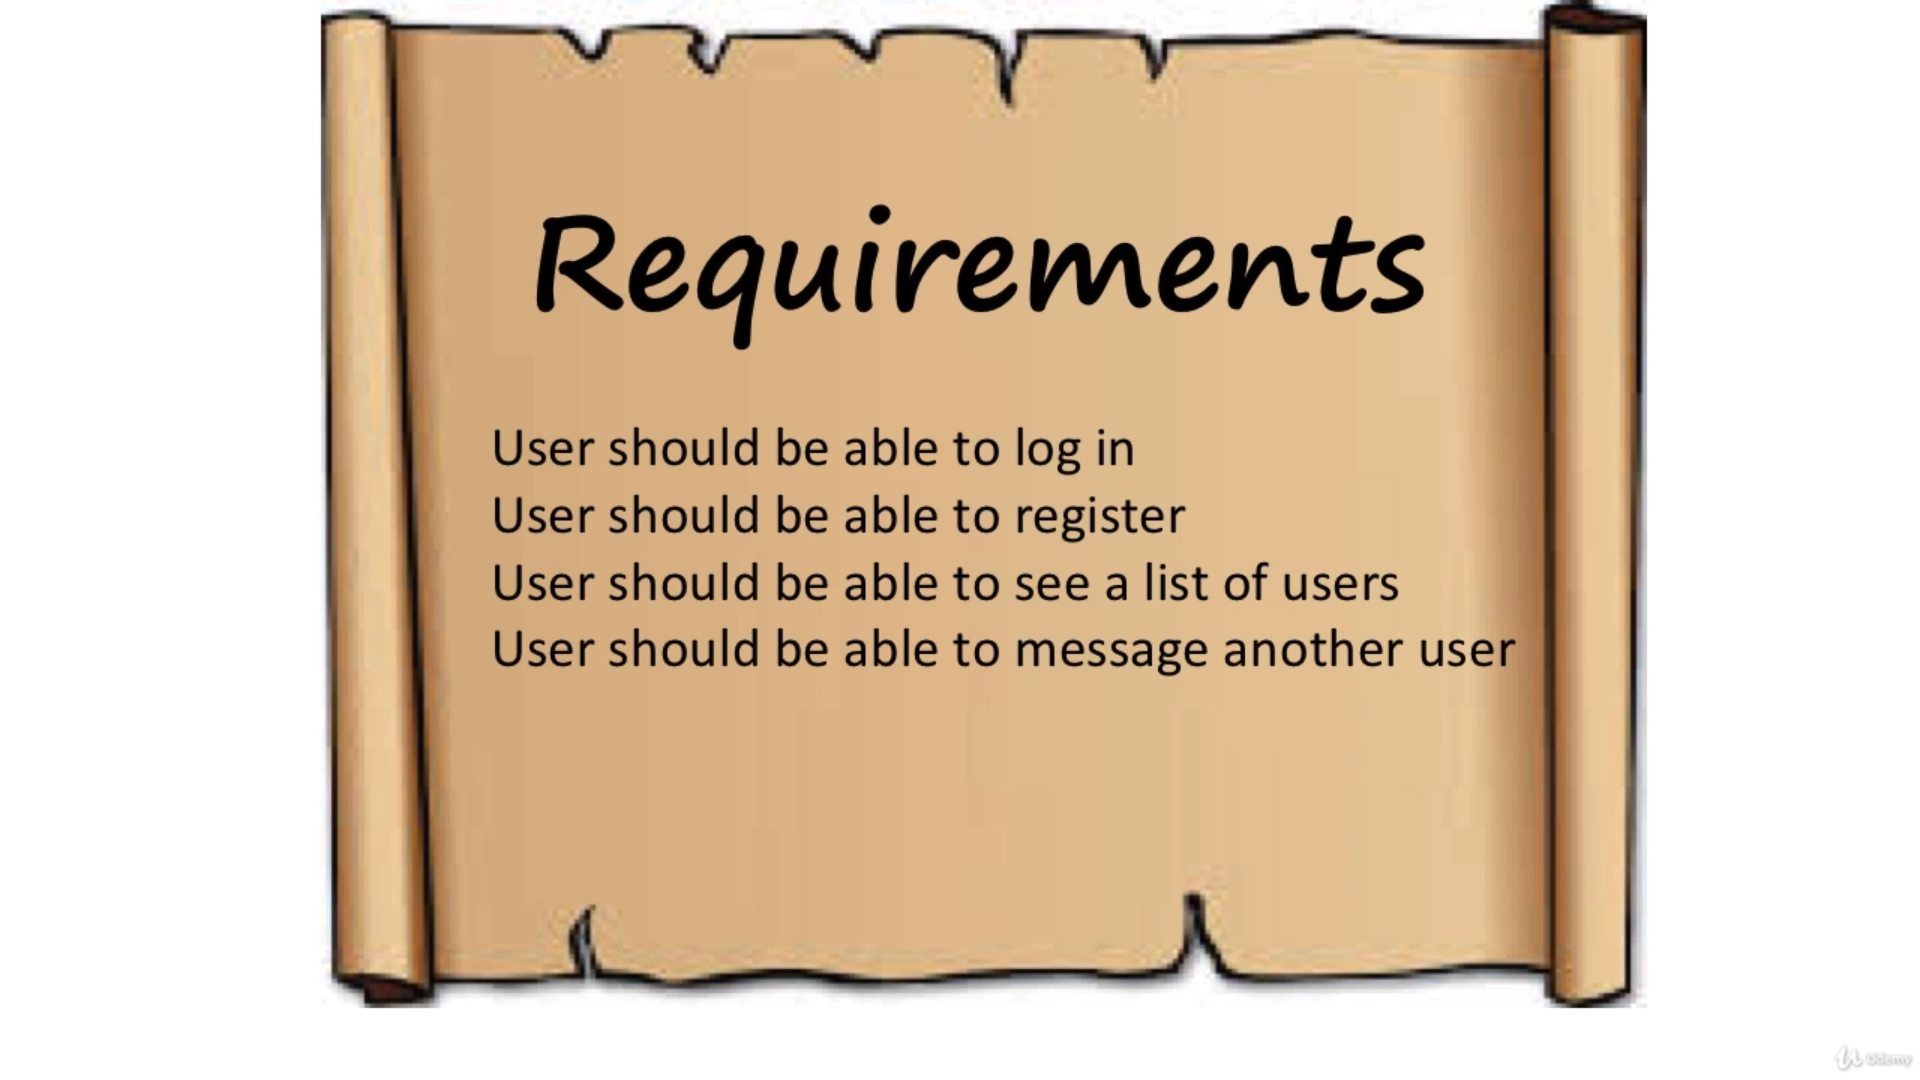 Requirements
User should be able to log in
User should be able to register
User should be able to see a list of users
User should be able to message another user
Udemy